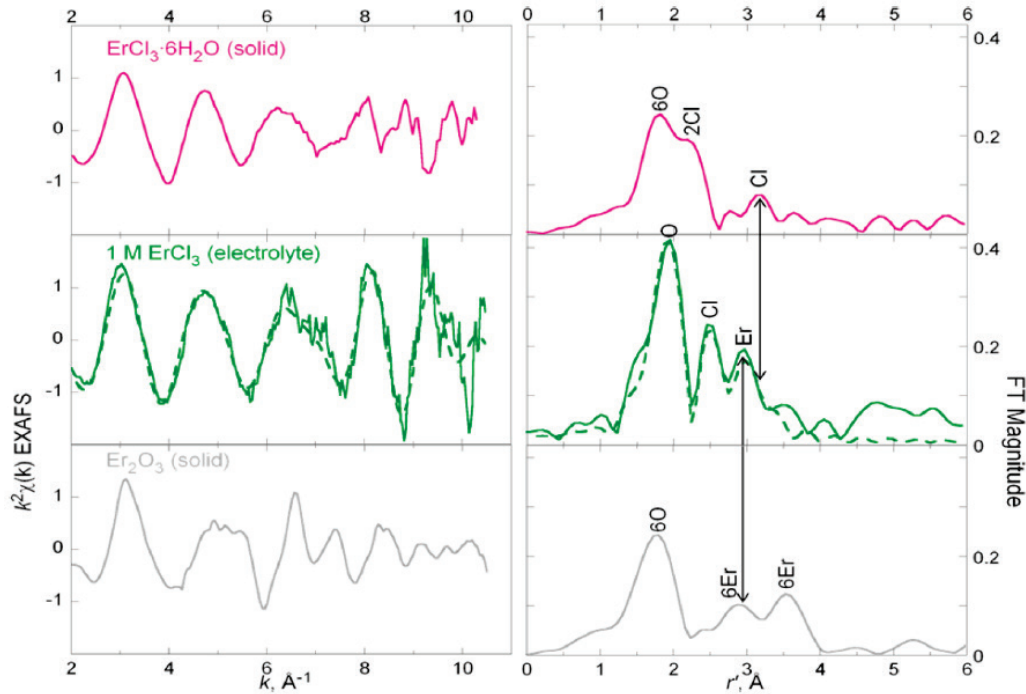 2 4 6 8 10
0 1 2 3 4 5 6
ErCl₃·6H₂O (solid)
1
0
-1
6O
2Cl
Cl
0.4
0.2
1 M ErCl₃ (electrolyte)
1
0
-1
O
Cl
Er
0
0.4
0.2
Er₂O₃ (solid)
1
0
-1
6O
6Er
6Er
0
0.2
0
k²χ(k) EXAFS
FT Magnitude
2 4 6 8 10
k, Å⁻¹
0 1 2 3 4 5 6
r', Å